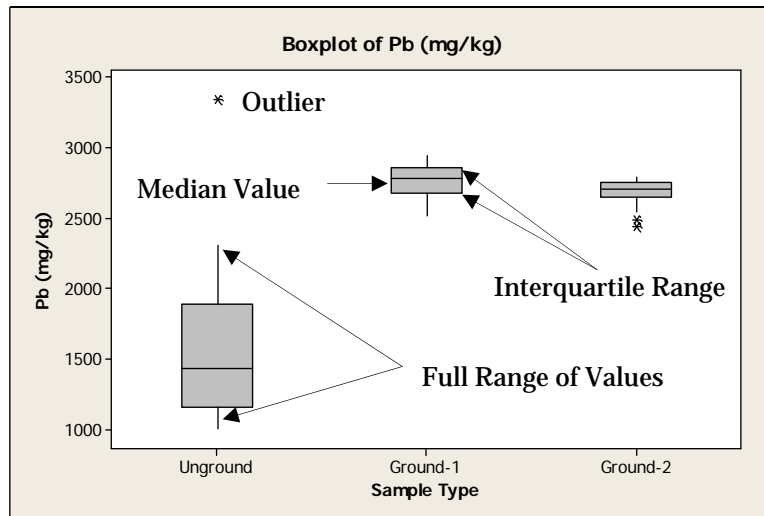 Boxplot of Pb (mg/kg)
3500
Outlier
3000
Median Value
2500
Interquartile Range
2000
1500
Full Range of Values
1000
Pb (mg/kg)
Unground
Ground-1
Ground-2
Sample Type